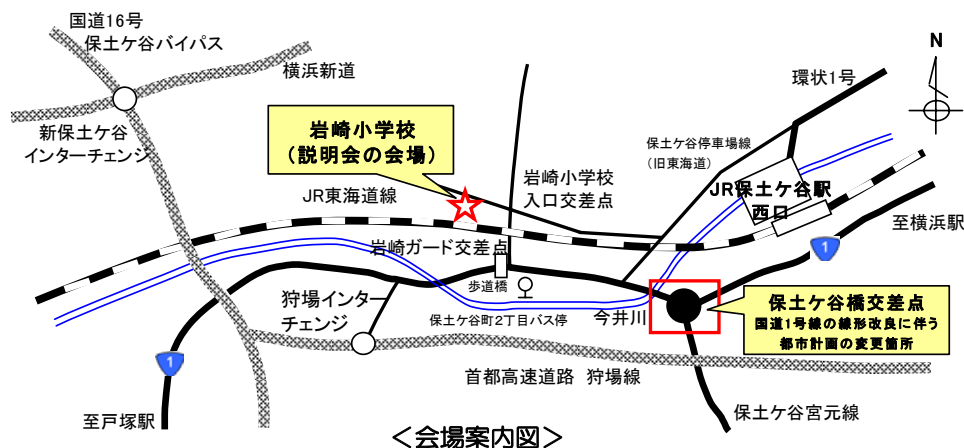 国道16号
保土ケ谷バイパス
横浜新道
新保土ケ谷
インターチェンジ
岩崎小学校
（説明会の会場）
JR東海道線
岩崎小学校
入口交差点
保土ケ谷停車場線
（旧東海道）
環状1号
N
JR保土ケ谷駅
西口
至横浜駅
1
岩崎ガード交差点
歩道橋
狩場インター
チェンジ
保土ケ谷町2丁目バス停
今井川
保土ケ谷橋交差点
国道1号線の線形改良に伴う
都市計画の変更箇所
1
首都高速道路 狩場線
至戸塚駅
保土ケ谷宮元線
＜会場案内図＞